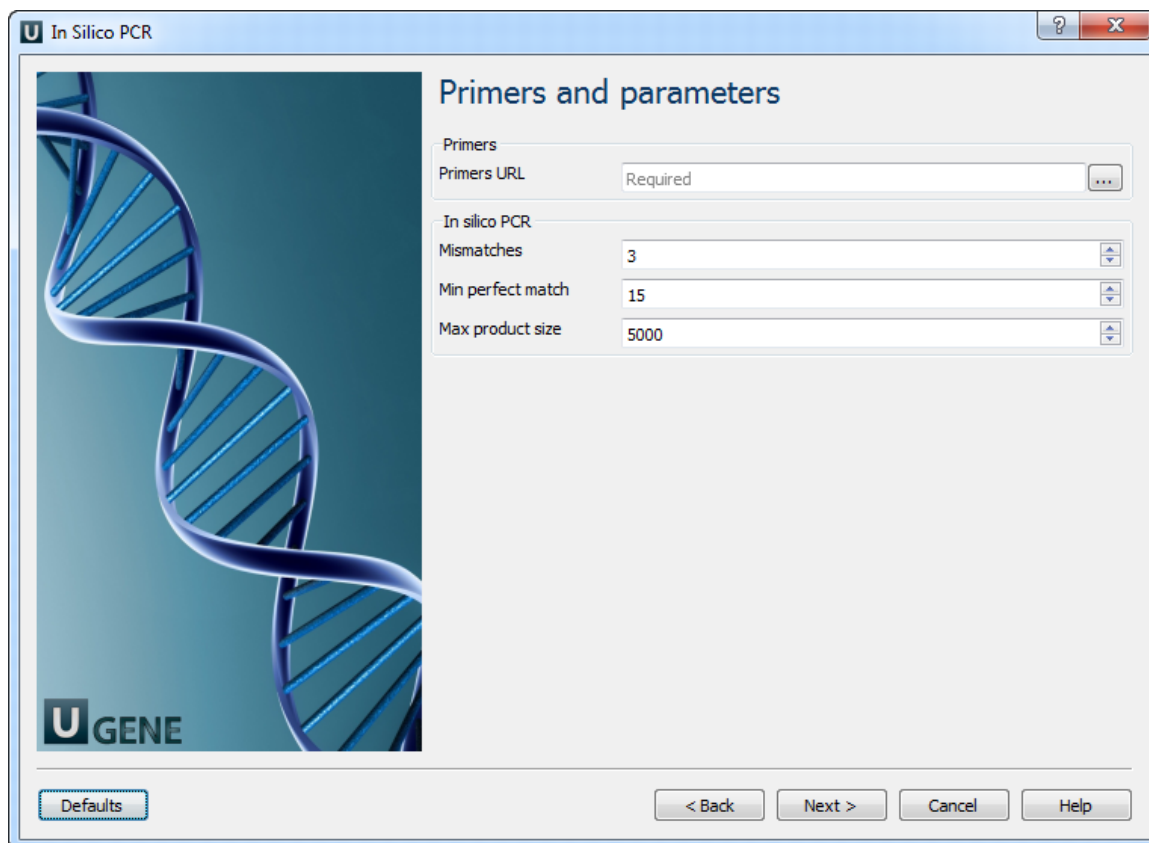 U In Silico PCR
Primers and parameters
Primers
Primers URL Required ...
In silico PCR
Mismatches 3
Min perfect match 15
Max product size 5000
U GENE
Defaults < Back Next > Cancel Help